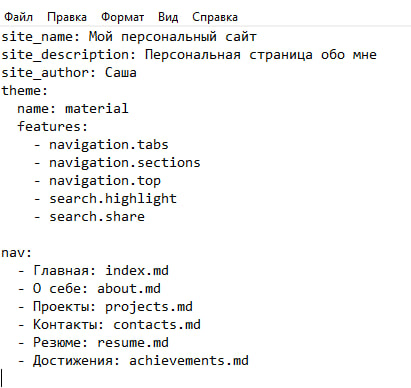 Файл Правка Формат Вид Справка
site_name: Мой персональный сайт
site_description: Персональная страница обо мне
site_author: Саша
theme:
  name: material
  features:
    - navigation.tabs
    - navigation.sections
    - navigation.top
    - search.highlight
    - search.share

nav:
  - Главная: index.md
  - О себе: about.md
  - Проекты: projects.md
  - Контакты: contacts.md
  - Резюме: resume.md
  - Достижения: achievements.md